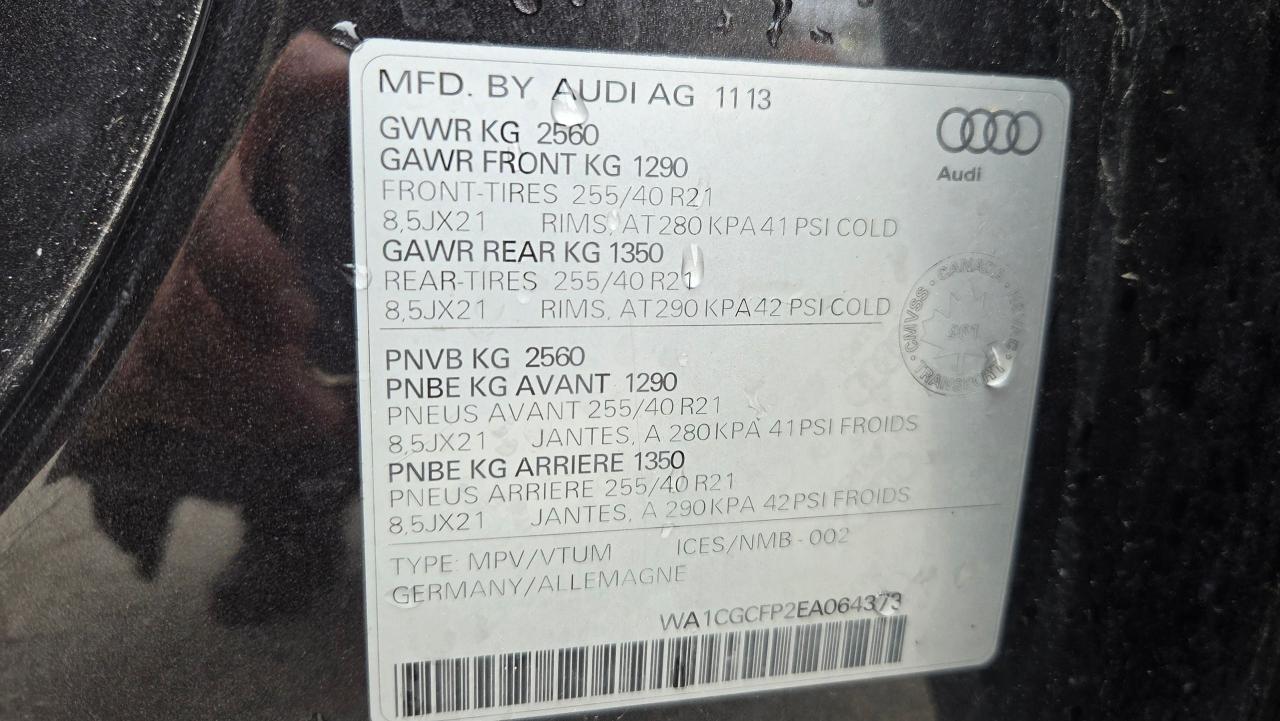 MFD. BY AUDI AG 11 13
GVWR KG 2560
GAWR FRONT KG 1290
FRONT-TIRES 255/40 R21
8,5JX21 RIMS, AT 280 KPA 41 PSI COLD
GAWR REAR KG 1350
REAR-TIRES 255/40 R21
8,5JX21 RIMS, AT 290 KPA 42 PSI COLD
Audi
CMVSS · CANADA · NSVAC · TRANSPORT
PNVB KG 2560
PNBE KG AVANT 1290
PNEUS AVANT 255/40 R21
8,5JX21 JANTES, A 280 KPA 41 PSI FROIDS
PNBE KG ARRIERE 1350
PNEUS ARRIERE 255/40 R21
8,5JX21 JANTES, A 290 KPA 42 PSI FROIDS
TYPE: MPV/VTUM ICES/NMB - 002
GERMANY/ALLEMAGNE
WA1CGCFP2EA064373